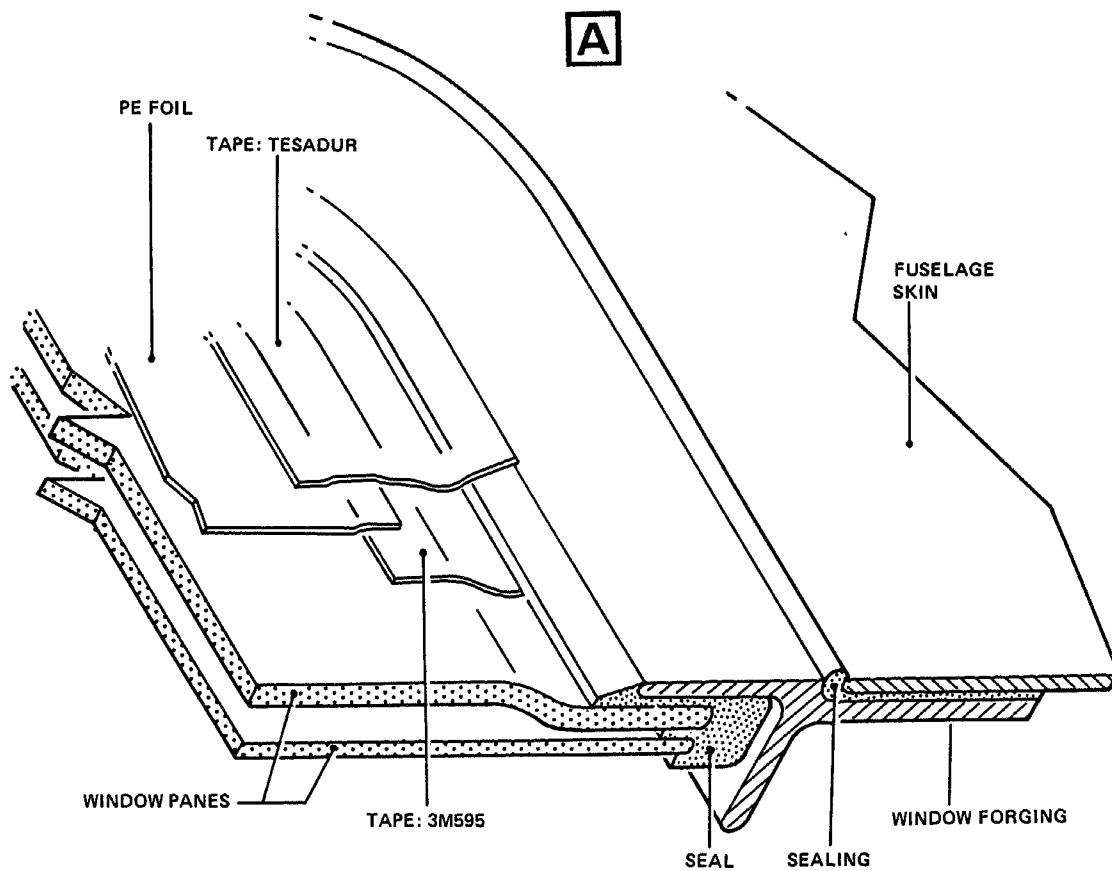 A
PE FOIL
TAPE: TESADUR
FUSELAGE
SKIN
WINDOW PANES
TAPE: 3M595
WINDOW FORGING
SEAL
SEALING